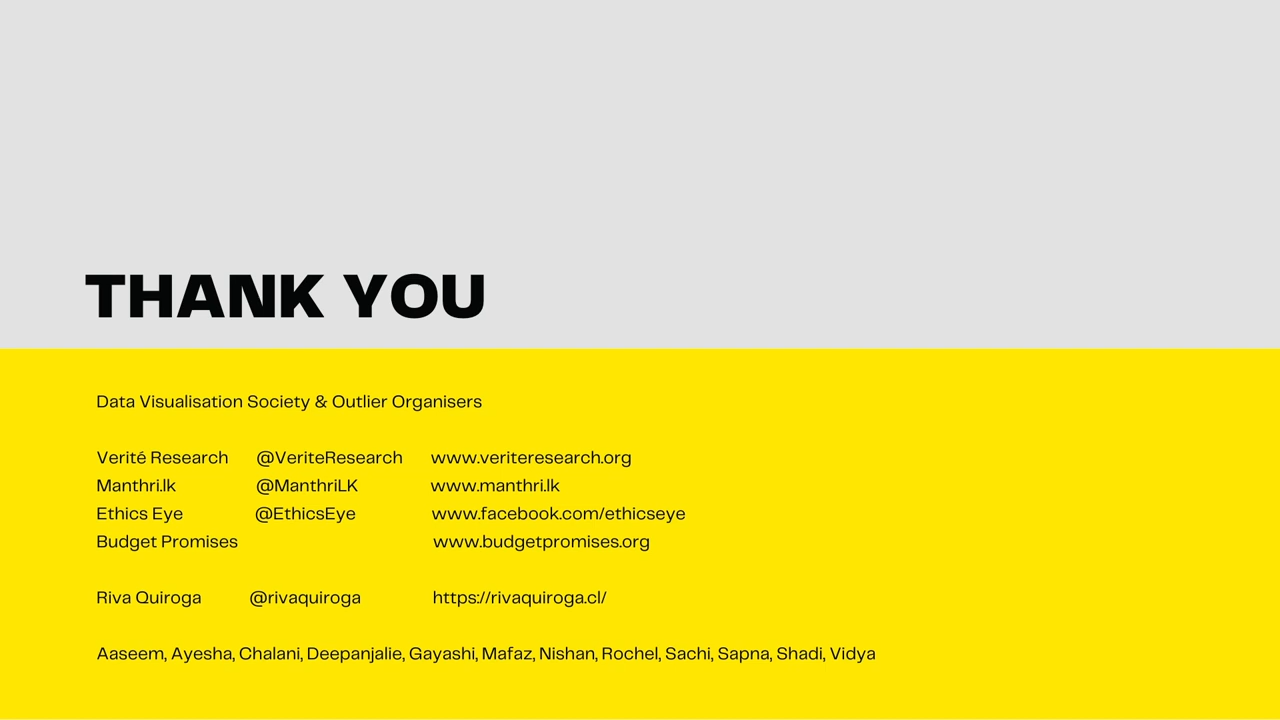 THANK YOU
Data Visualisation Society & Outlier Organisers
Verité Research @VeriteResearch www.veriteresearch.org
Manthri.lk @ManthriLK www.manthri.lk
Ethics Eye @EthicsEye www.facebook.com/ethicseye
Budget Promises www.budgetpromises.org
Riva Quiroga @rivaquiroga https://rivaquiroga.cl/
Aaseem, Ayesha, Chalani, Deepanjalie, Gayashi, Mafaz, Nishan, Rochel, Sachi, Sapna, Shadi, Vidya